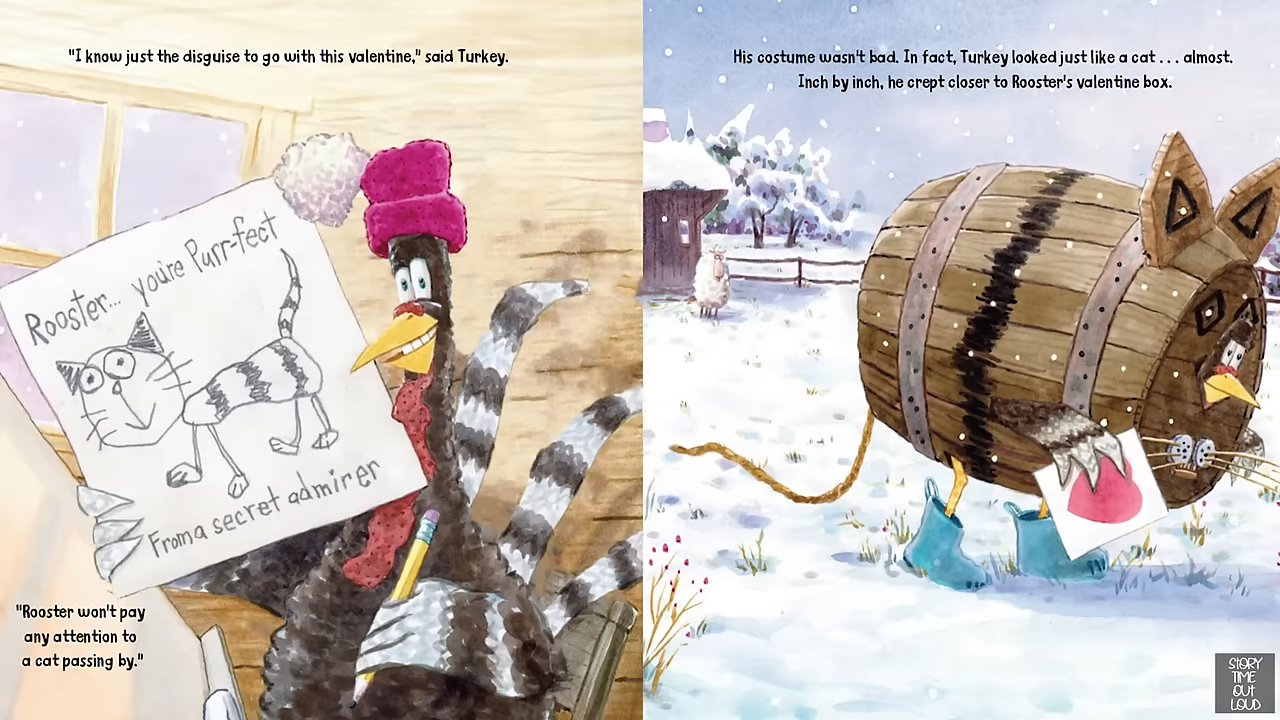 "I know just the disguise to go with this valentine," said Turkey.
Rooster... you're Purr-fect
From a secret admirer
"Rooster won't pay
any attention to
a cat passing by."
His costume wasn't bad. In fact, Turkey looked just like a cat . . . almost.
Inch by inch, he crept closer to Rooster's valentine box.
STORY
TIME
OUT
LOUD